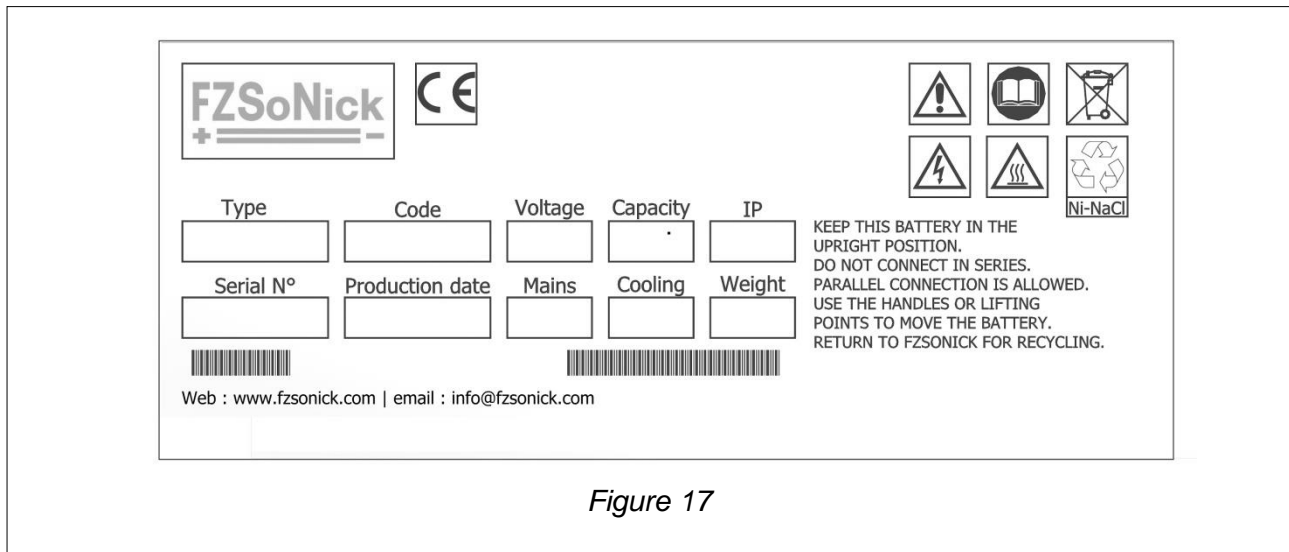 FZSoNick
+ -
CE
Ni-NaCl
Type Code Voltage Capacity IP
Serial N° Production date Mains Cooling Weight
KEEP THIS BATTERY IN THE
UPRIGHT POSITION.
DO NOT CONNECT IN SERIES.
PARALLEL CONNECTION IS ALLOWED.
USE THE HANDLES OR LIFTING
POINTS TO MOVE THE BATTERY.
RETURN TO FZSONICK FOR RECYCLING.
Web : www.fzsonick.com | email : info@fzsonick.com
Figure 17